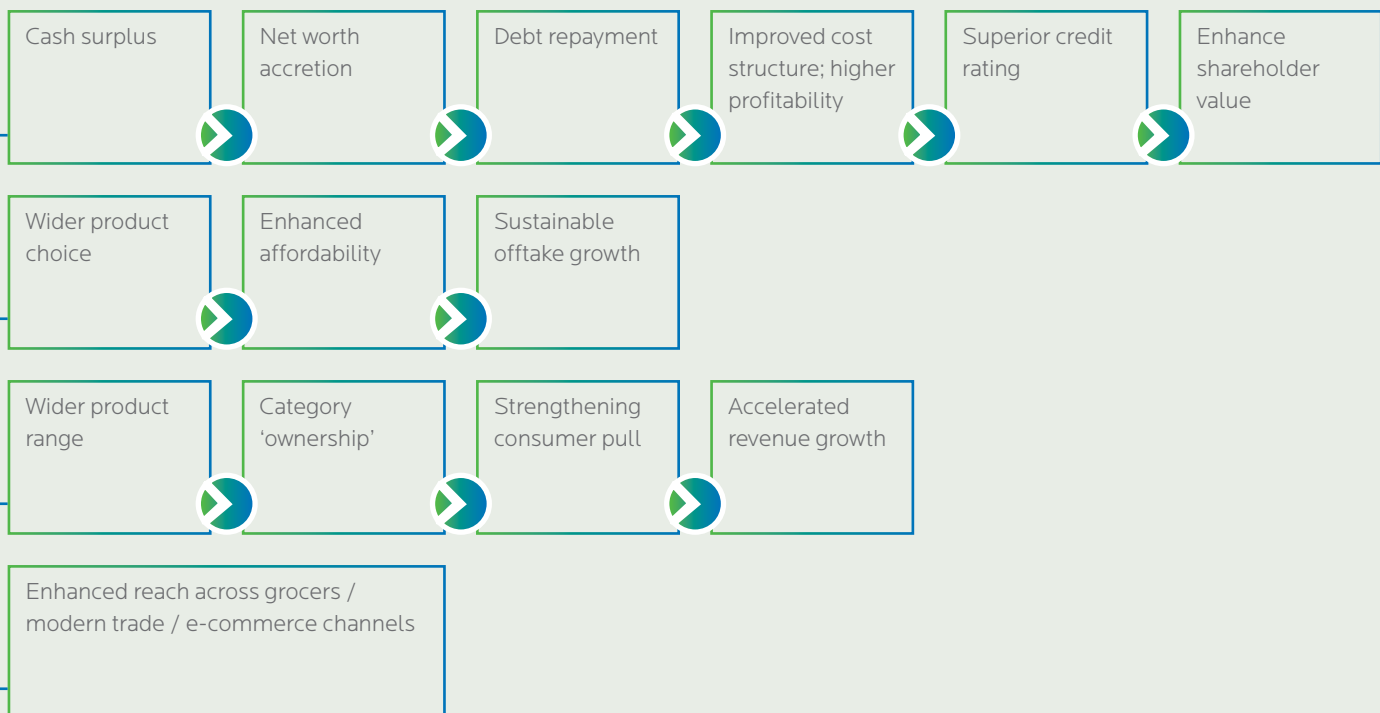 Cash surplus
Net worth
accretion
Debt repayment
Improved cost
structure; higher
profitability
Superior credit
rating
Enhance
shareholder
value
Wider product
choice
Enhanced
affordability
Sustainable
offtake growth
Wider product
range
Category
‘ownership’
Strengthening
consumer pull
Accelerated
revenue growth
Enhanced reach across grocers /
modern trade / e-commerce channels